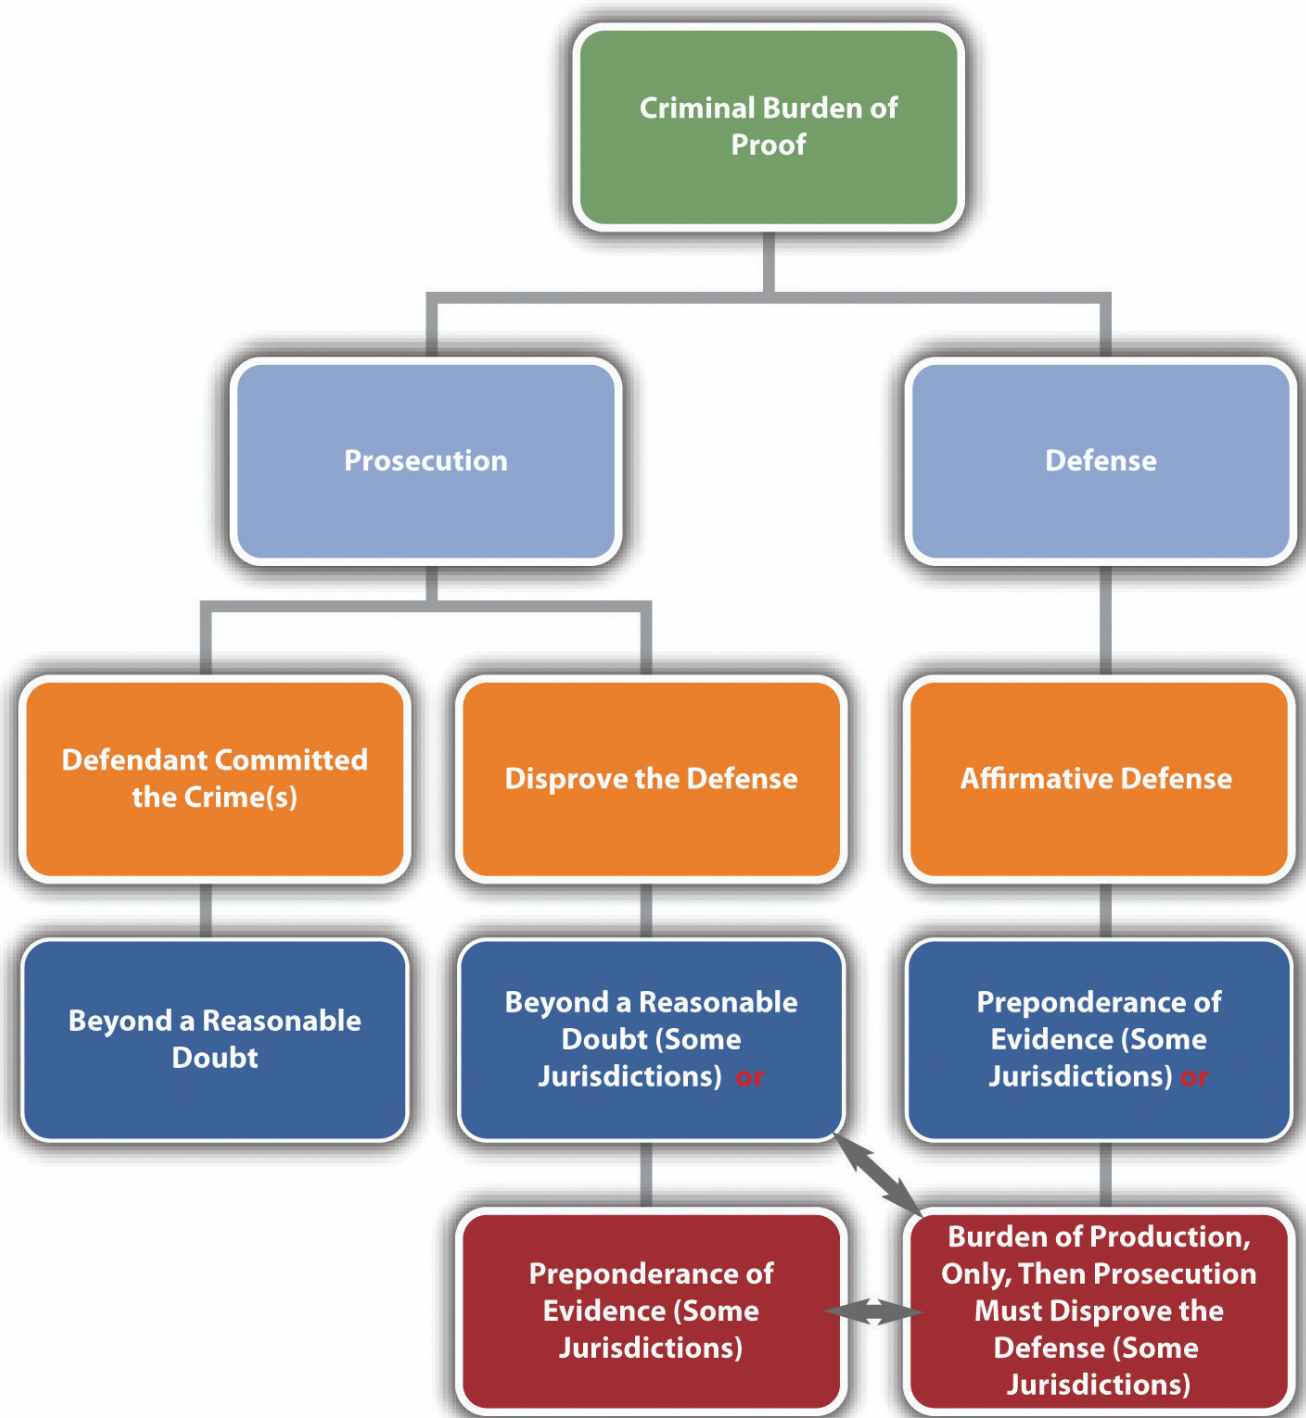 Criminal Burden of
Proof
Prosecution
Defense
Defendant Committed
the Crime(s)
Disprove the Defense
Affirmative Defense
Beyond a Reasonable
Doubt
Beyond a Reasonable
Doubt (Some
Jurisdictions) or
Preponderance of
Evidence (Some
Jurisdictions) or
Preponderance of
Evidence (Some
Jurisdictions)
Burden of Production,
Only, Then Prosecution
Must Disprove the
Defense (Some
Jurisdictions)